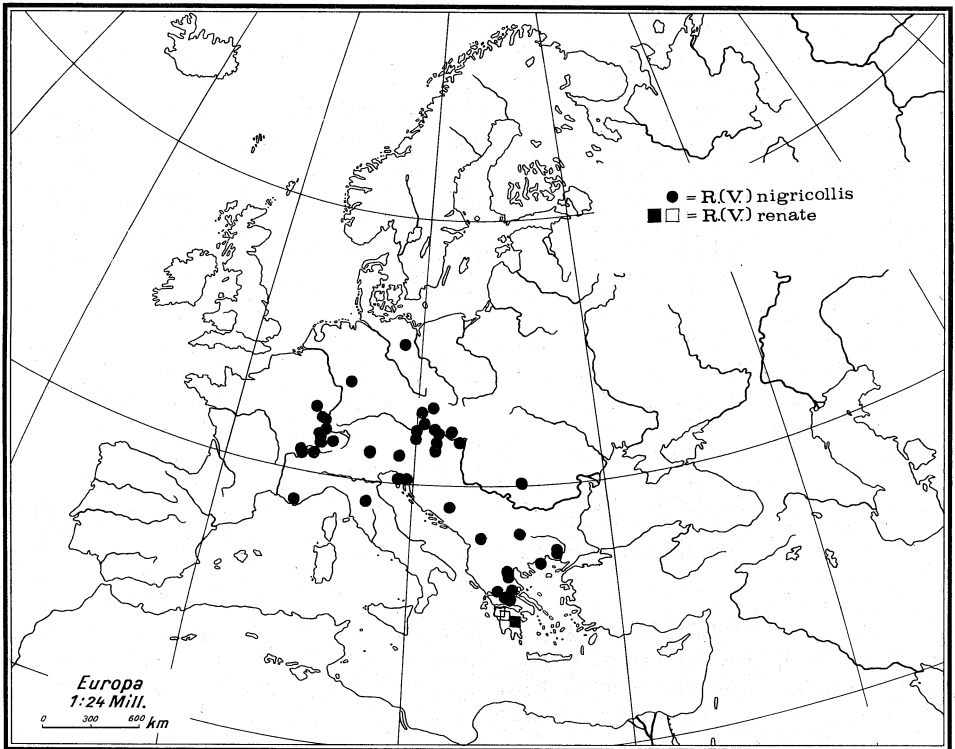 ● = R.(V.) nigricollis
■ □ = R.(V.) renate
Europa
1:24 Mill.
0 300 600 km